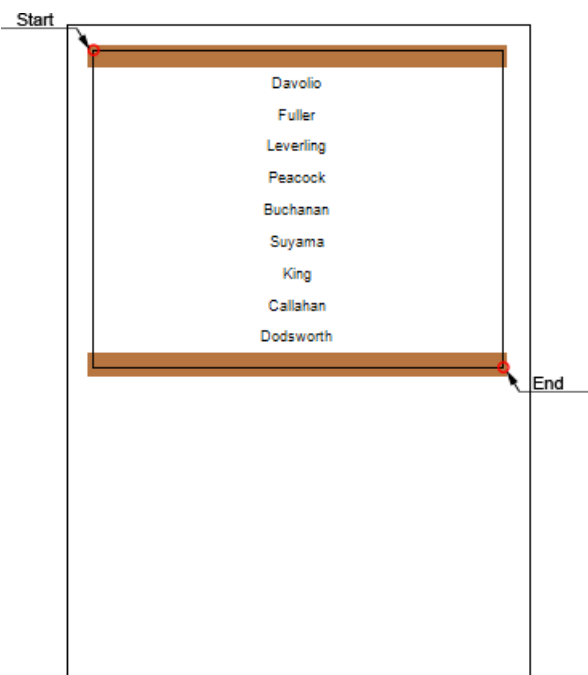 Start
Davolio
Fuller
Leverling
Peacock
Buchanan
Suyama
King
Callahan
Dodsworth
End